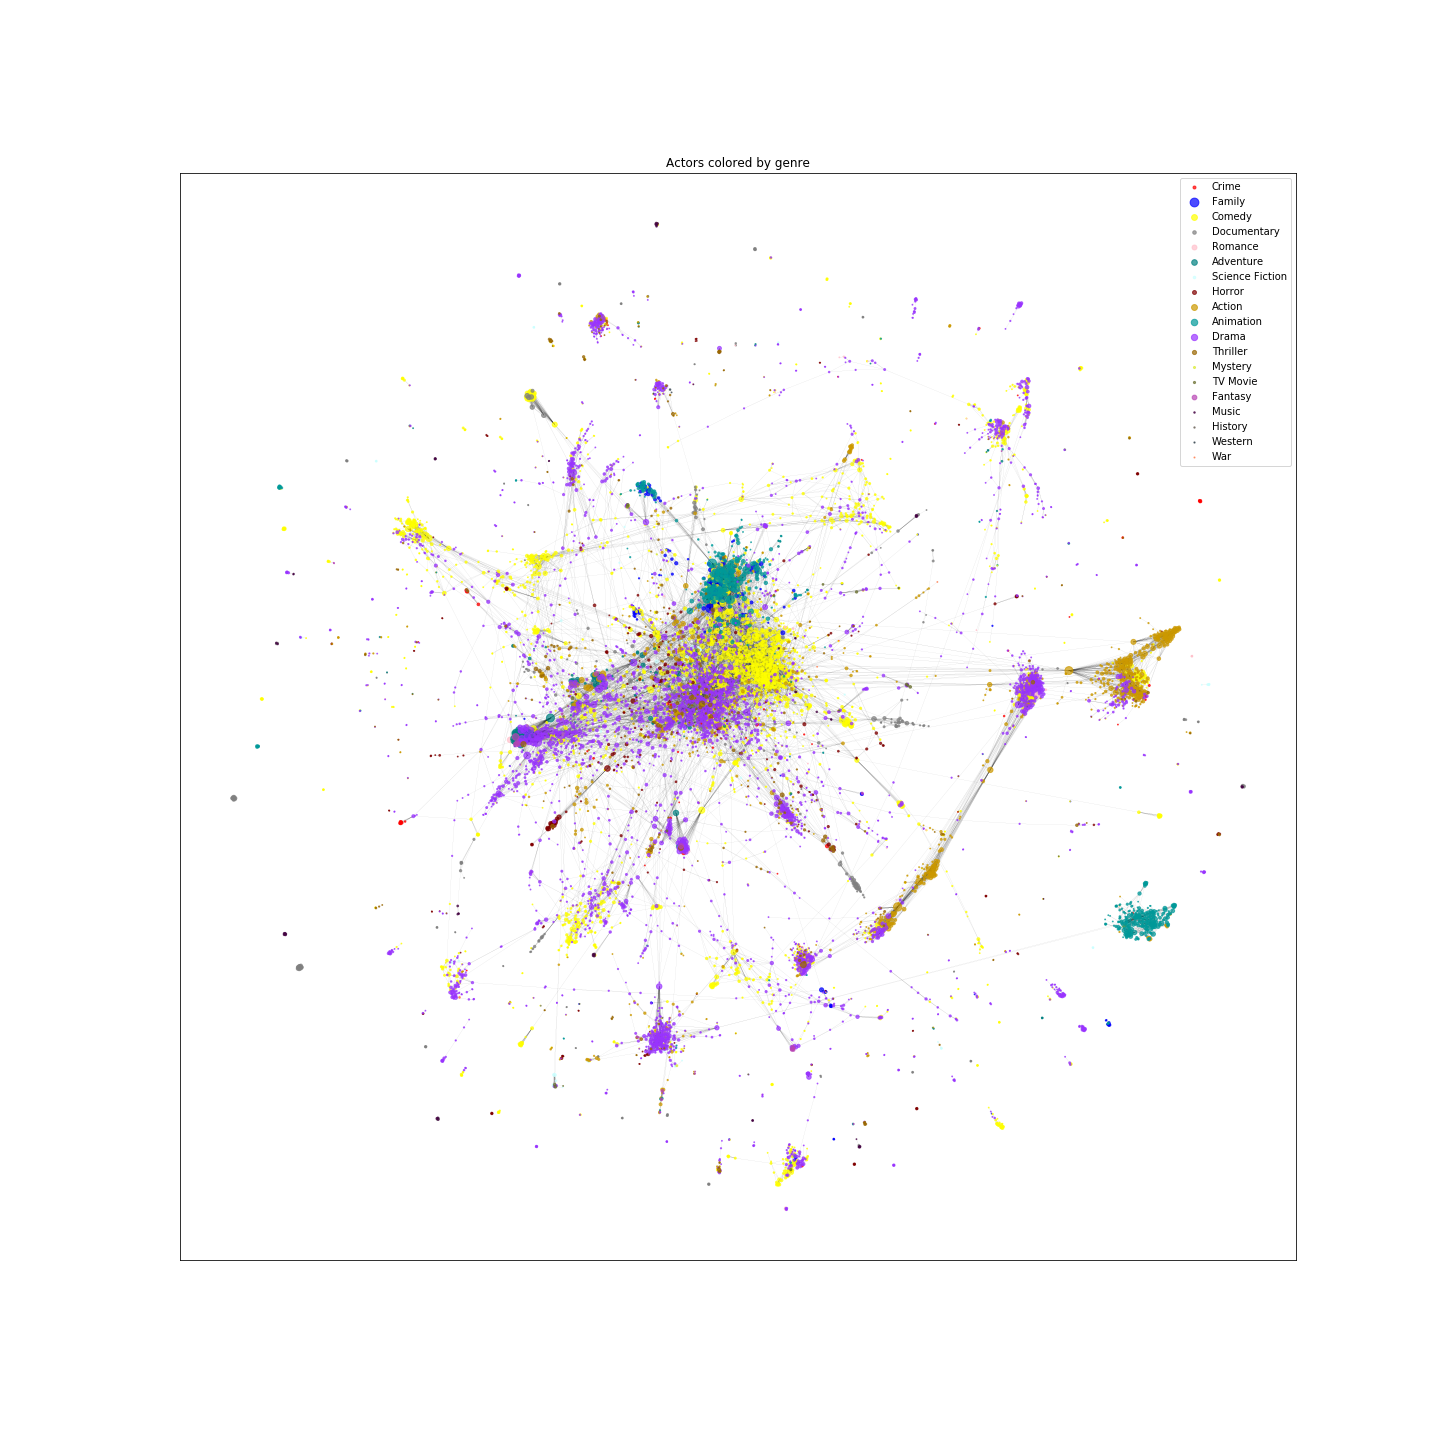 Actors colored by genre
Crime
Family
Comedy
Documentary
Romance
Adventure
Science Fiction
Horror
Action
Animation
Drama
Thriller
Mystery
TV Movie
Fantasy
Music
History
Western
War